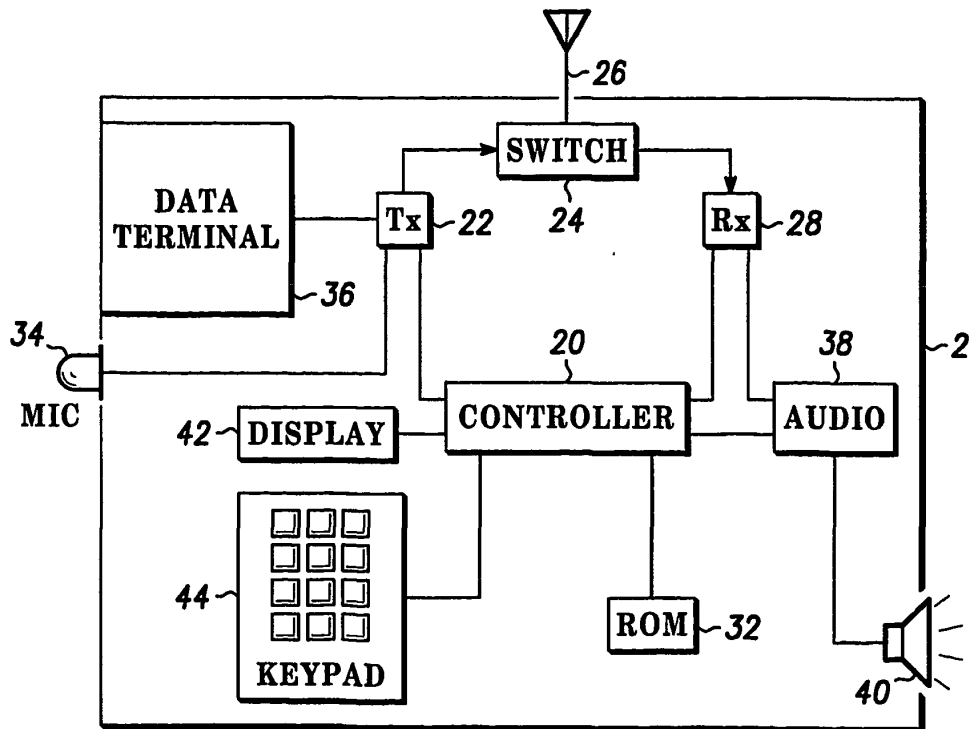 26
SWITCH
24
DATA
TERMINAL
36
Tx
22
Rx
28
34
MIC
20
CONTROLLER
38
AUDIO
2
42
DISPLAY
44
KEYPAD
ROM
32
40